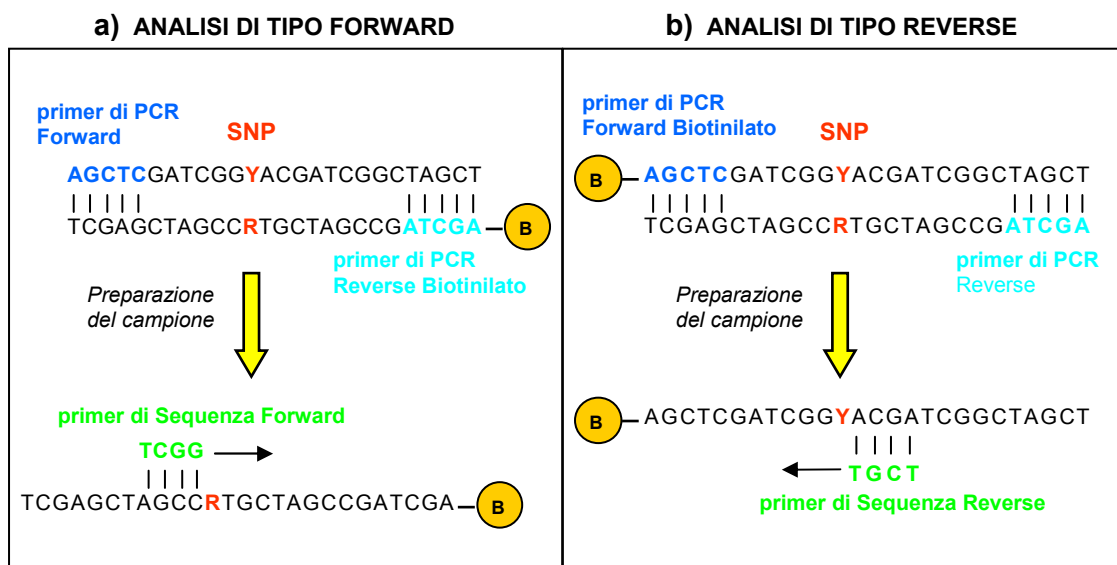 a) ANALISI DI TIPO FORWARD
primer di PCR
Forward
SNP
AGCTCGATCGGYACGATCGGCTAGCT
TCGAGCTAGCCRTGCTAGCCGATCGA
B
primer di PCR
Reverse Biotinilato
Preparazione
del campione
primer di Sequenza Forward
TCGG
TCGAGCTAGCCRTGCTAGCCGATCGA
B
b) ANALISI DI TIPO REVERSE
primer di PCR
Forward Biotinilato
SNP
B
AGCTCGATCGGYACGATCGGCTAGCT
TCGAGCTAGCCRTGCTAGCCGATCGA
primer di PCR
Reverse
Preparazione
del campione
B
AGCTCGATCGGYACGATCGGCTAGCT
TGCT
primer di Sequenza Reverse